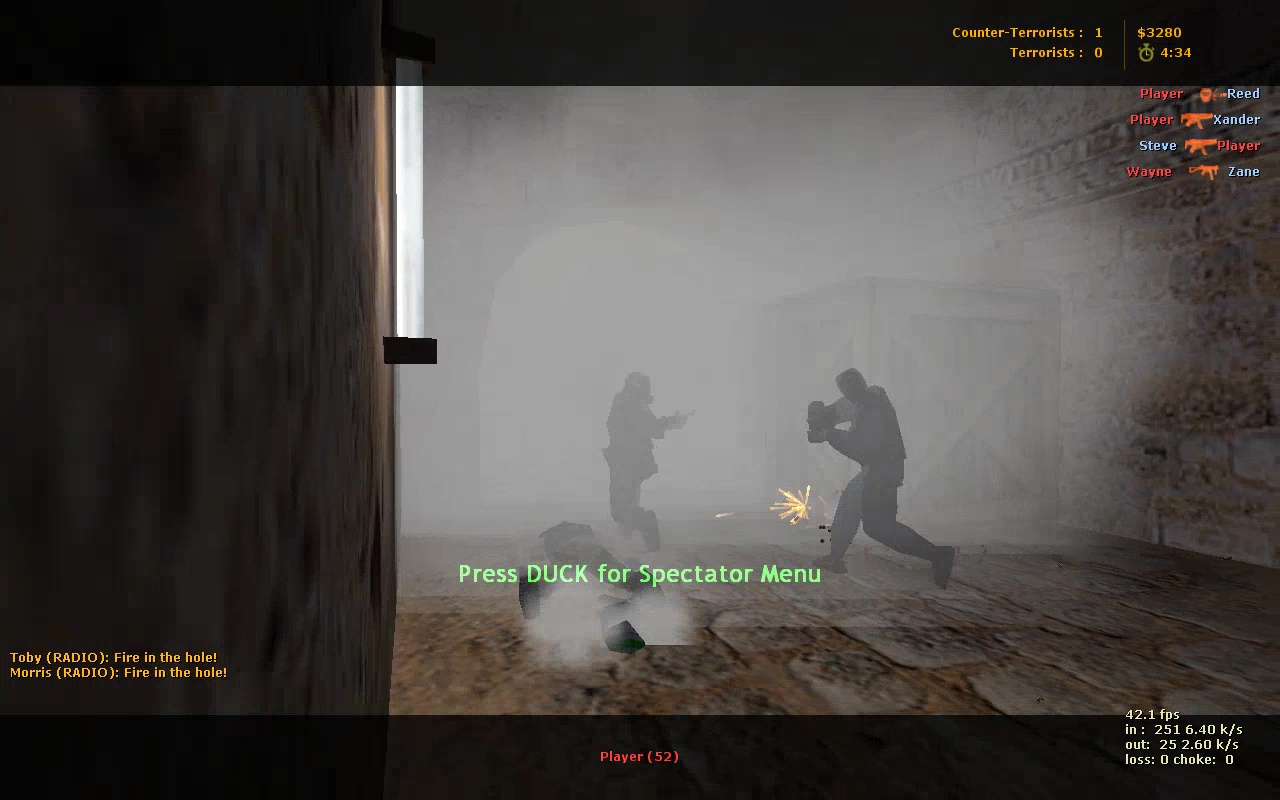 Counter-Terrorists : 1 $3280
Terrorists : 0 4:34
Player Reed
Player Xander
Steve Player
Wayne Zane
Press DUCK for Spectator Menu
Toby (RADIO): Fire in the hole!
Morris (RADIO): Fire in the hole!
42.1 fps
in : 251 6.40 k/s
out: 25 2.60 k/s
loss: 0 choke: 0
Player (52)